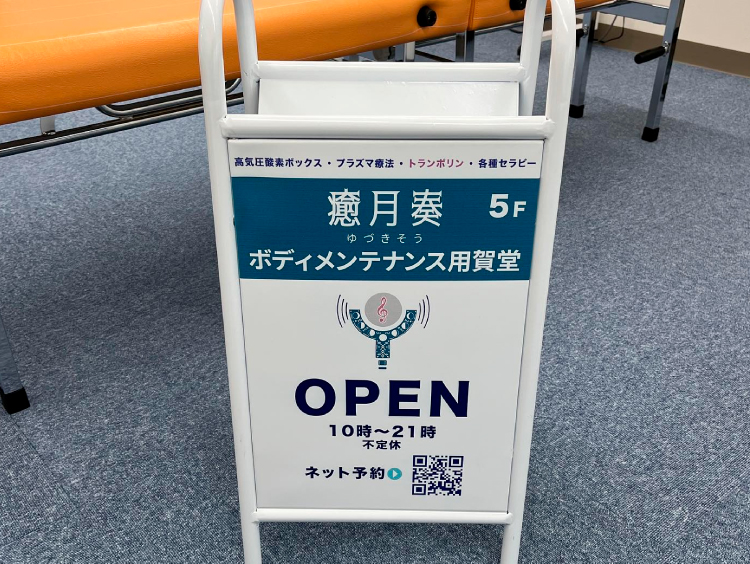 高気圧酸素ボックス・プラズマ療法・トランポリン・各種セラピー
癒月奏 5F
ゆづきそう
ボディメンテナンス用賀堂
OPEN
10時〜21時
不定休
ネット予約